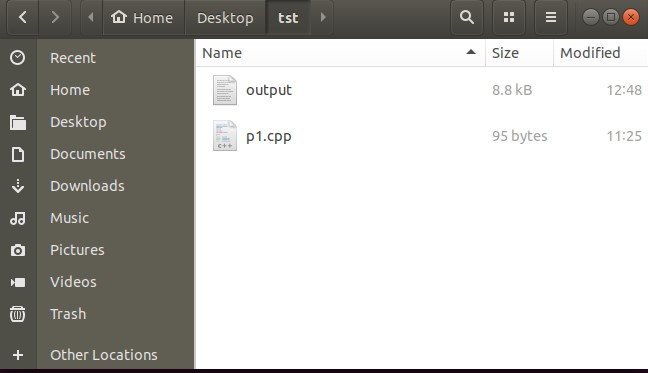 Home Desktop tst
Name Size Modified
Recent
Home
Desktop
Documents
Downloads
Music
Pictures
Videos
Trash
Other Locations
output 8.8 kB 12:48
c++ p1.cpp 95 bytes 11:25